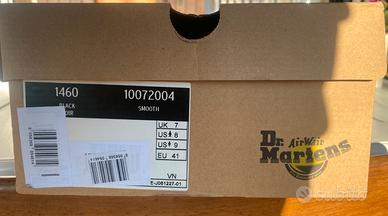 1460 10072004
BLACK SMOOTH
NOIR
UK 7
US 8
US 9
EU 41
VN
E-J081227-01
Dr. AirWair
Martens